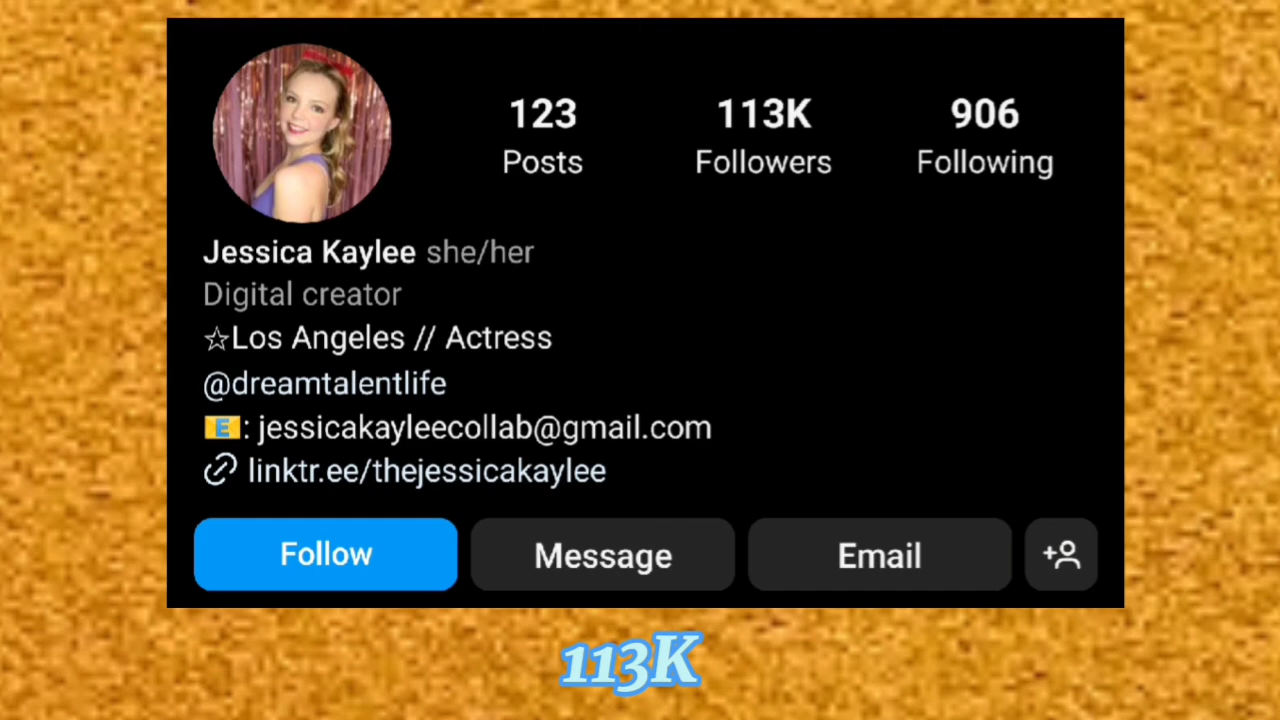 123 113K 906
Posts Followers Following
Jessica Kaylee she/her
Digital creator
☆Los Angeles // Actress
@dreamtalentlife
📧: jessicakayleecollab@gmail.com
linktr.ee/thejessicakaylee
Follow Message Email
113K